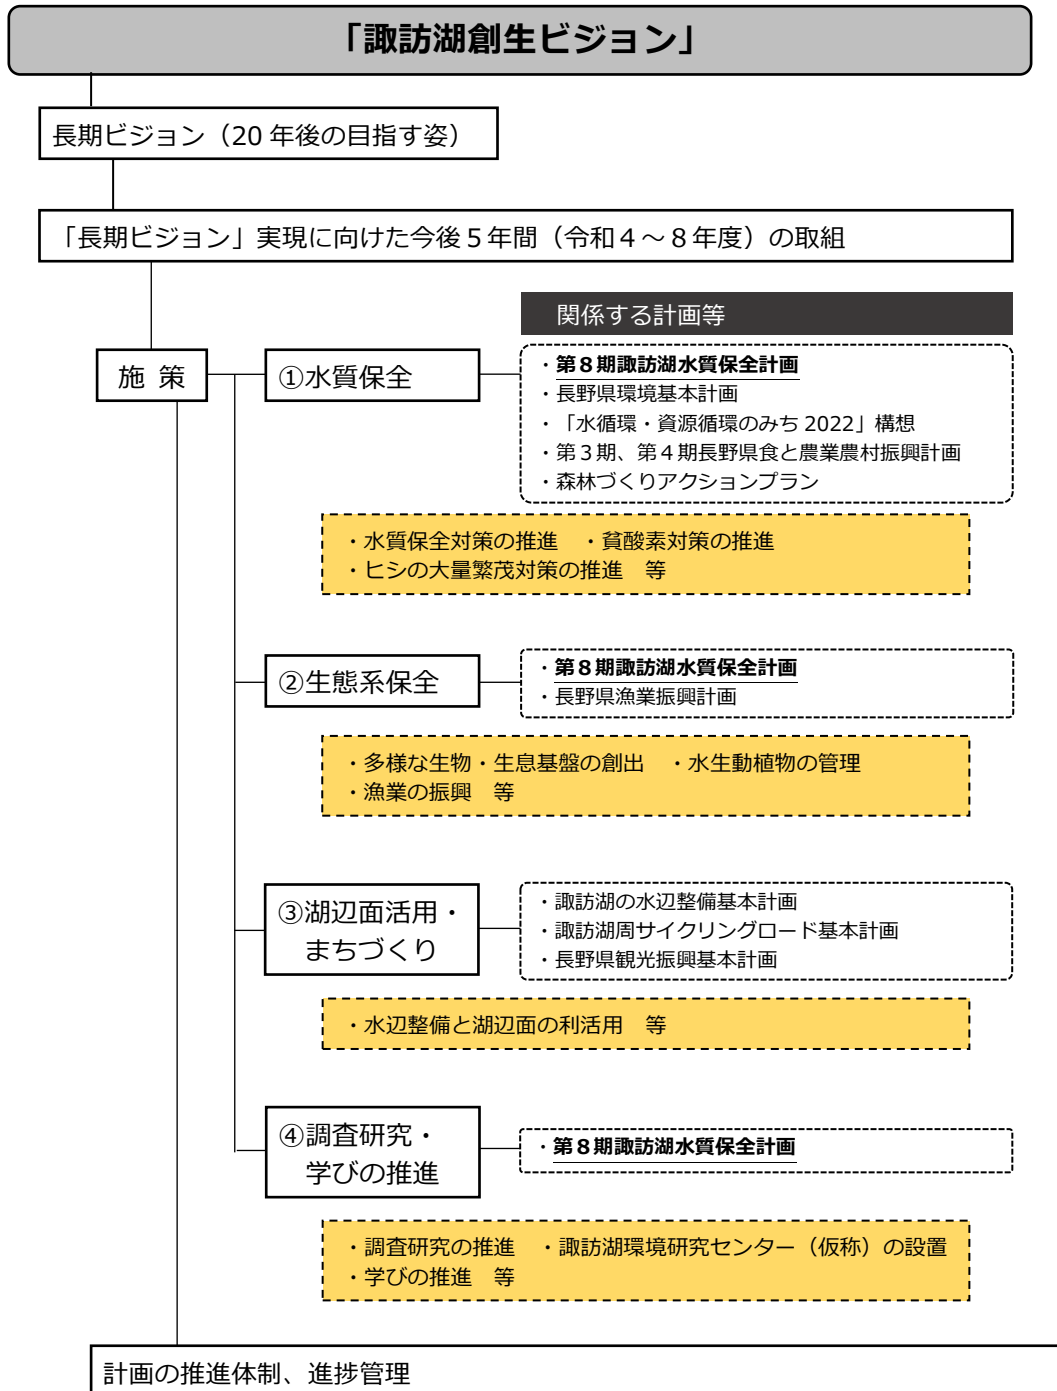 「諏訪湖創生ビジョン」
長期ビジョン（20 年後の目指す姿）
「長期ビジョン」実現に向けた今後５年間（令和４～８年度）の取組
関係する計画等
施 策
①水質保全
・第８期諏訪湖水質保全計画
・長野県環境基本計画
・「水循環・資源循環のみち 2022」構想
・第３期、第４期長野県食と農業農村振興計画
・森林づくりアクションプラン
・水質保全対策の推進　・貧酸素対策の推進
・ヒシの大量繁茂対策の推進　等
②生態系保全
・第８期諏訪湖水質保全計画
・長野県漁業振興計画
・多様な生物・生息基盤の創出　・水生動植物の管理
・漁業の振興　等
③湖辺面活用・
まちづくり
・諏訪湖の水辺整備基本計画
・諏訪湖周サイクリングロード基本計画
・長野県観光振興基本計画
・水辺整備と湖辺面の利活用　等
④調査研究・
学びの推進
・第８期諏訪湖水質保全計画
・調査研究の推進　・諏訪湖環境研究センター（仮称）の設置
・学びの推進　等
計画の推進体制、進捗管理